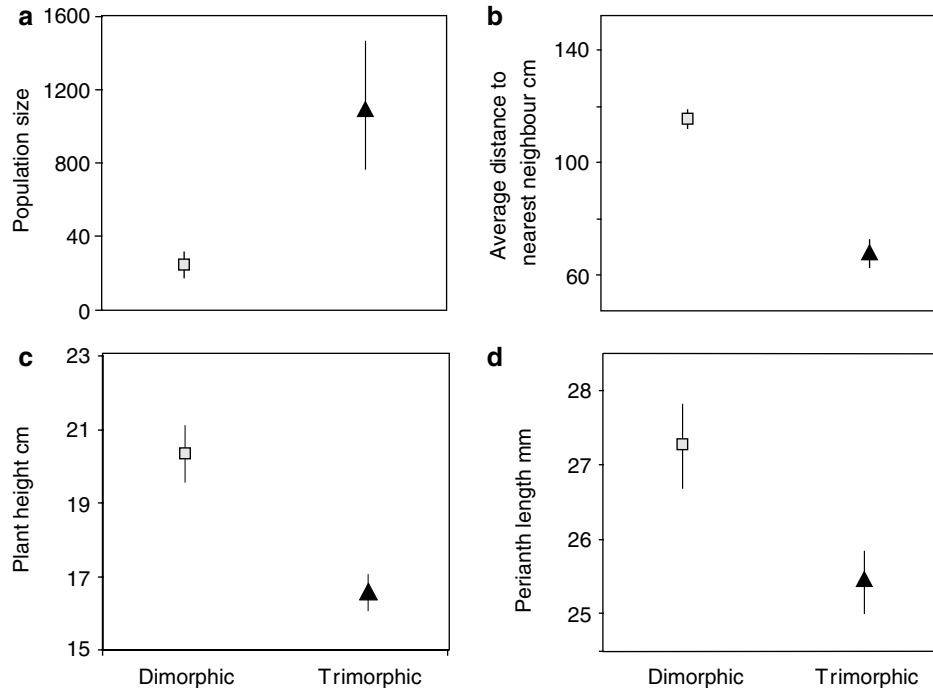 a
1600
1200
800
40
0
Population size
b
140
100
60
Average distance to
nearest neighbour cm
c
23
21
19
17
15
Plant height cm
Dimorphic
Trimorphic
d
28
27
26
25
Perianth length mm
Dimorphic
Trimorphic